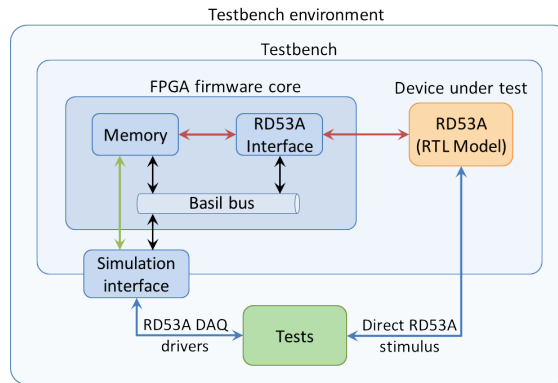 Testbench environment
Testbench
FPGA firmware core
Device under test
Memory
RD53A
Interface
RD53A
(RTL Model)
Basil bus
Simulation
interface
RD53A DAQ
drivers
Tests
Direct RD53A
stimulus